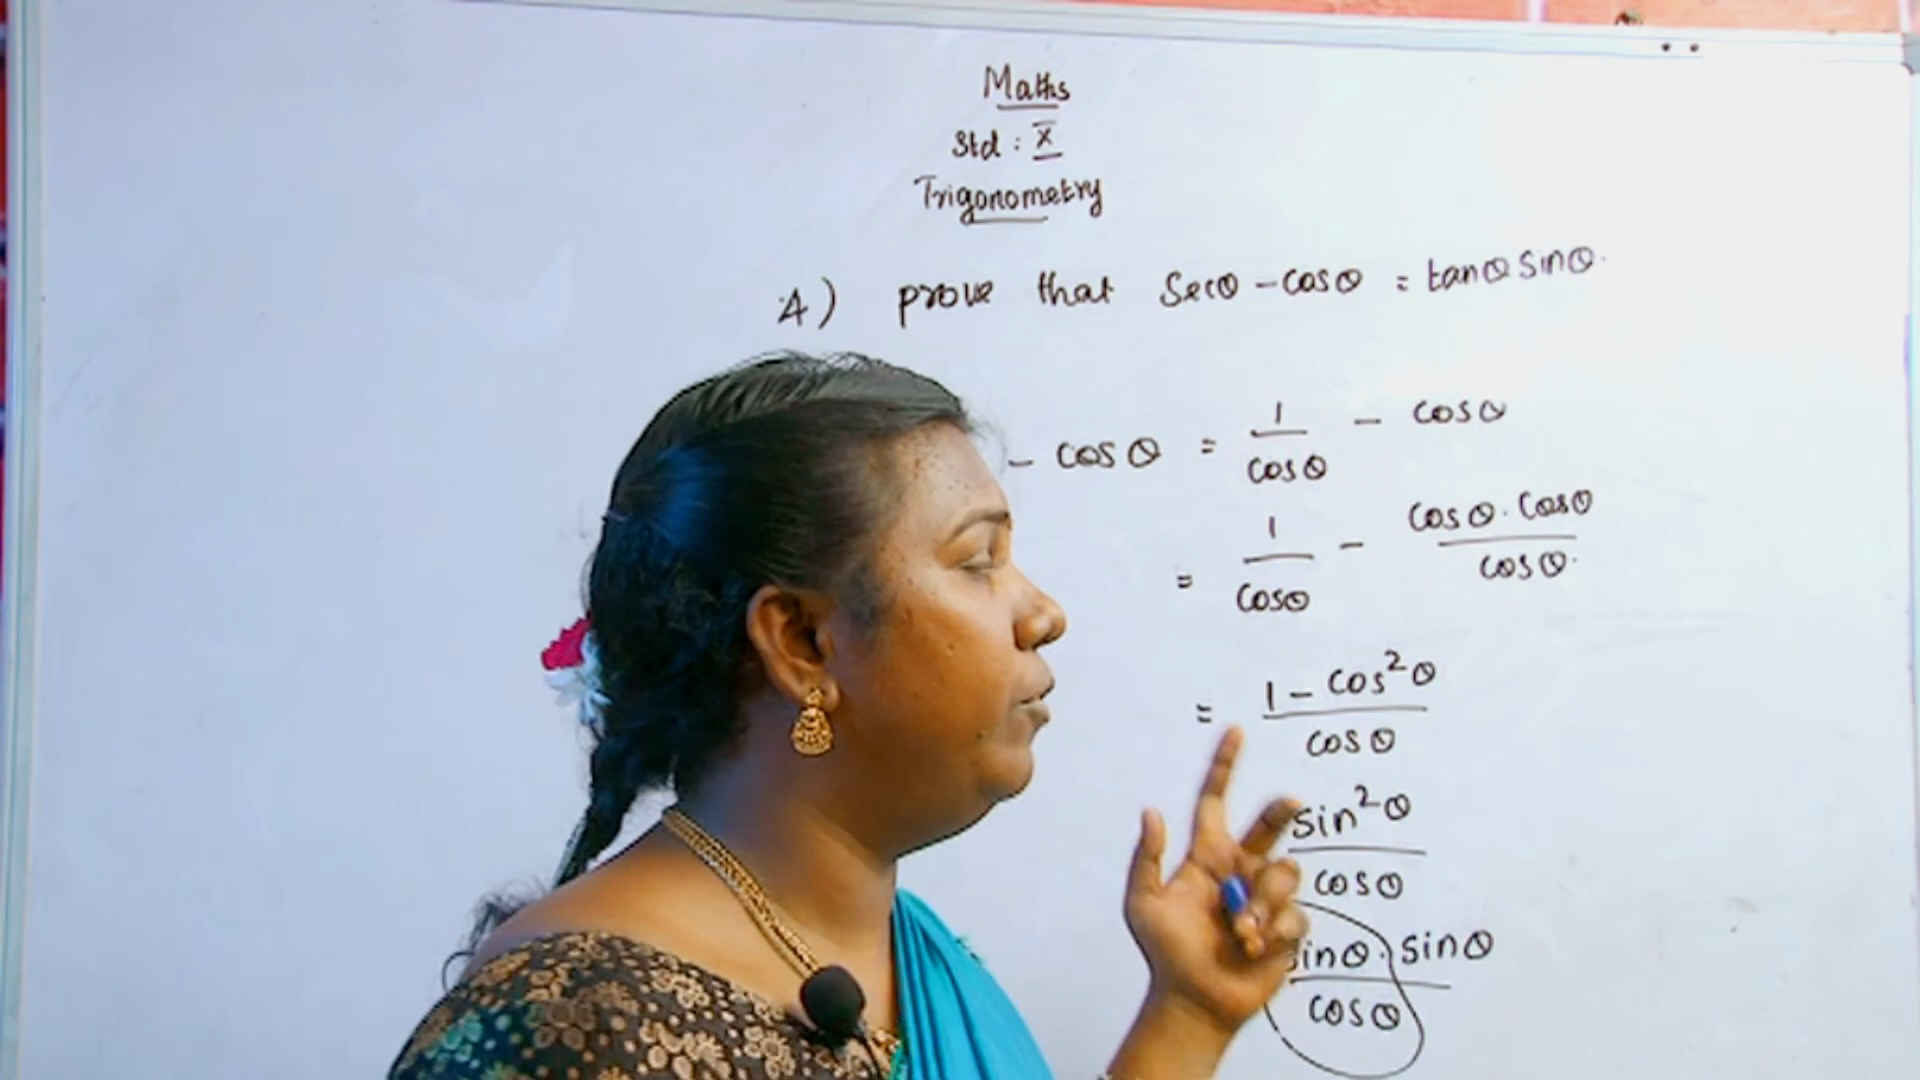 Maths
Std : X
Trigonometry
4) prove that Secθ - cosθ = tanθ sinθ.
- cosθ = 1/cosθ - cosθ
= 1/cosθ - cosθ. cosθ/cosθ.
= 1 - cos²θ/cosθ
sin²θ/cosθ
sinθ. sinθ/cosθ